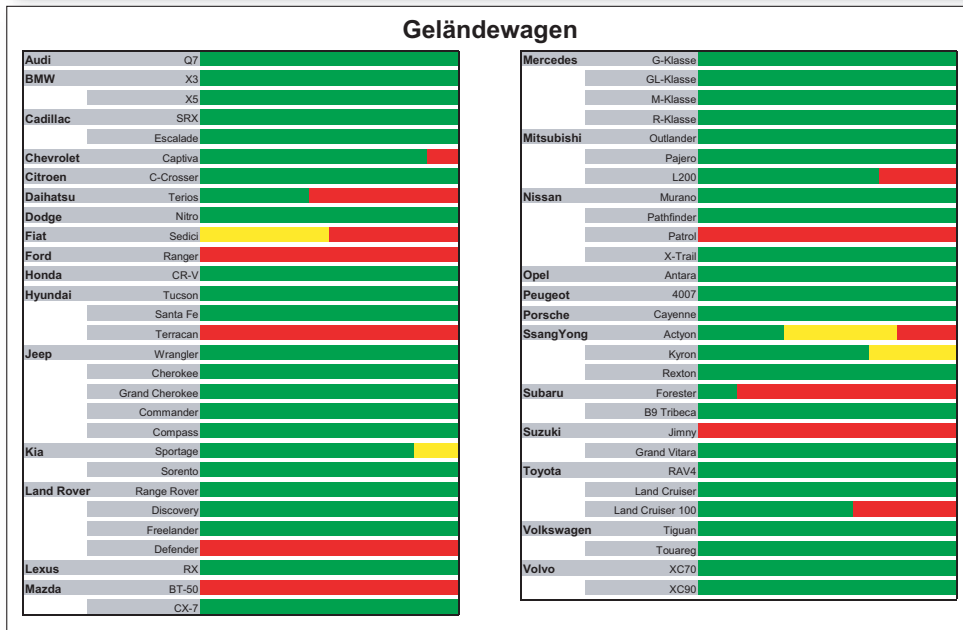 Geländewagen
Audi Q7
BMW X3
X5
Cadillac SRX
Escalade
Chevrolet Captiva
Citroen C-Crosser
Daihatsu Terios
Dodge Nitro
Fiat Sedici
Ford Ranger
Honda CR-V
Hyundai Tucson
Santa Fe
Terracan
Jeep Wrangler
Cherokee
Grand Cherokee
Commander
Compass
Kia Sportage
Sorento
Land Rover Range Rover
Discovery
Freelander
Defender
Lexus RX
Mazda BT-50
CX-7
Mercedes G-Klasse
GL-Klasse
M-Klasse
R-Klasse
Mitsubishi Outlander
Pajero
L200
Nissan Murano
Pathfinder
Patrol
X-Trail
Opel Antara
Peugeot 4007
Porsche Cayenne
SsangYong Actyon
Kyron
Rexton
Subaru Forester
B9 Tribeca
Suzuki Jimny
Grand Vitara
Toyota RAV4
Land Cruiser
Land Cruiser 100
Volkswagen Tiguan
Touareg
Volvo XC70
XC90